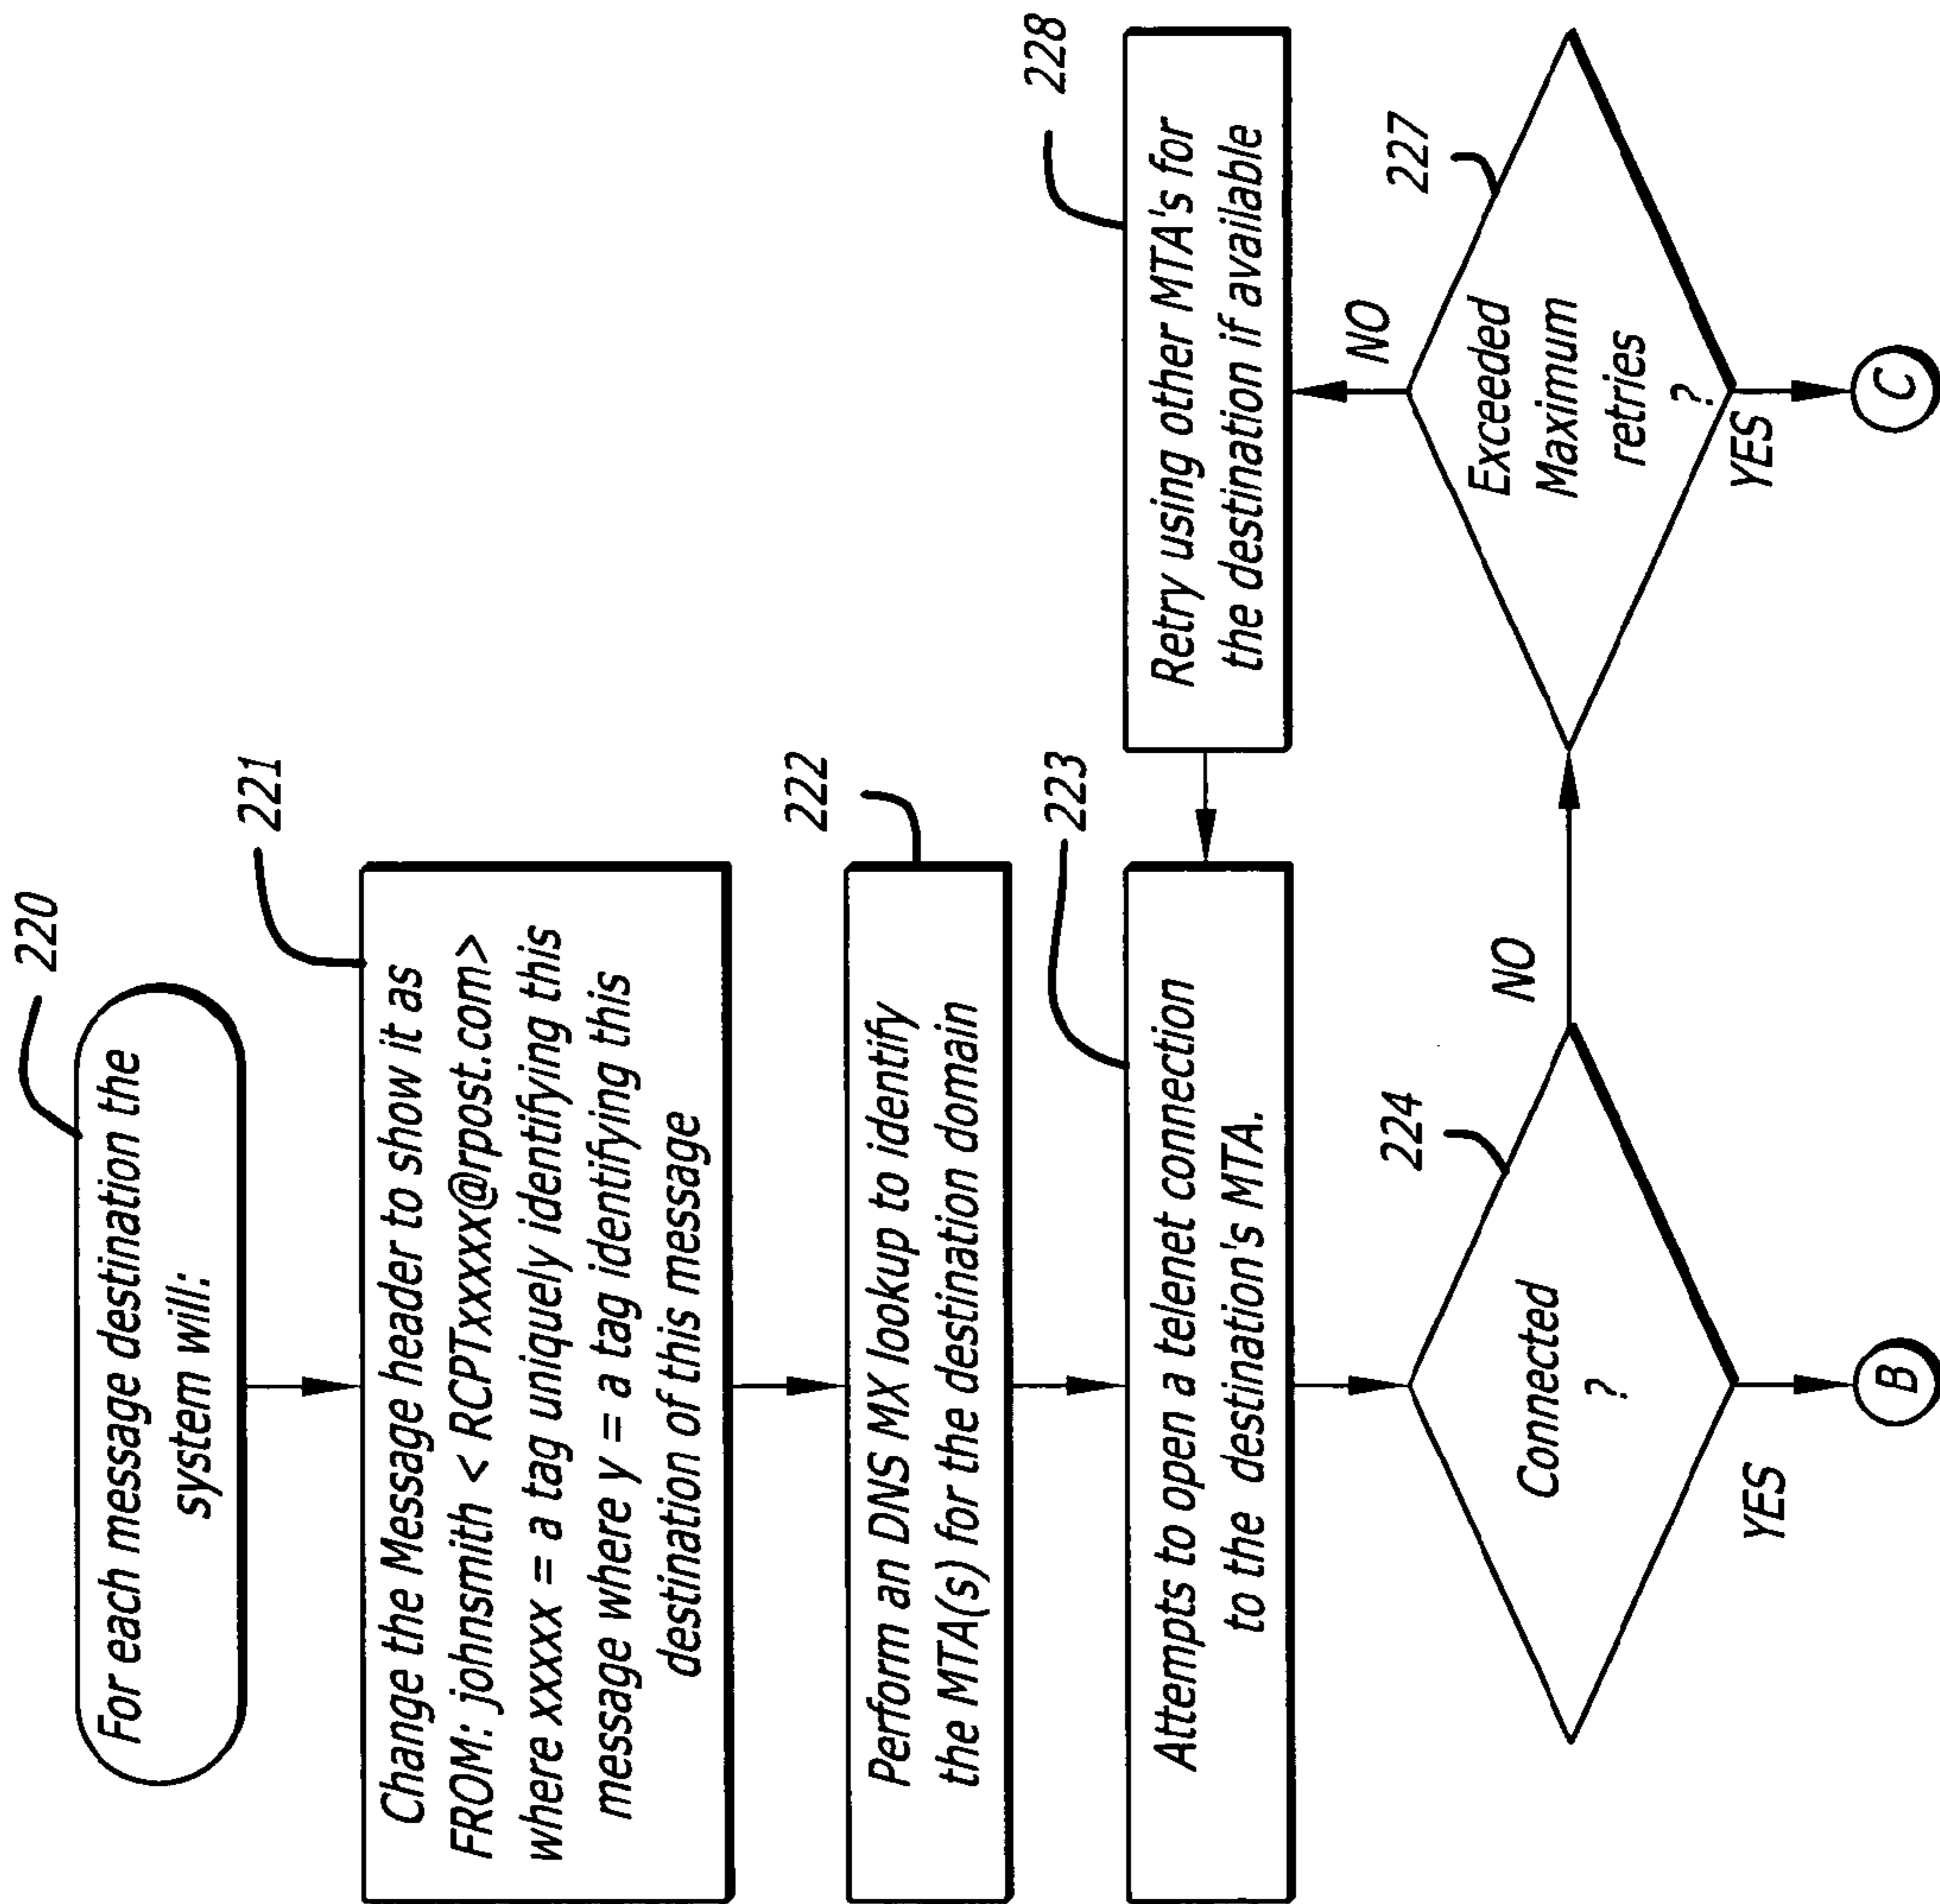 220
For each message destination the
system will:
221
Change the Message header to show it as
FROM: johnsmith < RCPTxxxxx@rpost.com>
where xxxxx = a tag uniquely identifying this
message where y = a tag identifying this
destination of this message
222
Perform an DNS MX lookup to identify
the MTA(s) for the destination domain
223
Attempts to open a telenet connection
to the destination's MTA.
228
Retry using other MTA's for
the destination if available
224
Connected
?
NO
YES
B
227
Exceeded
Maximum
retries
?
NO
YES
C